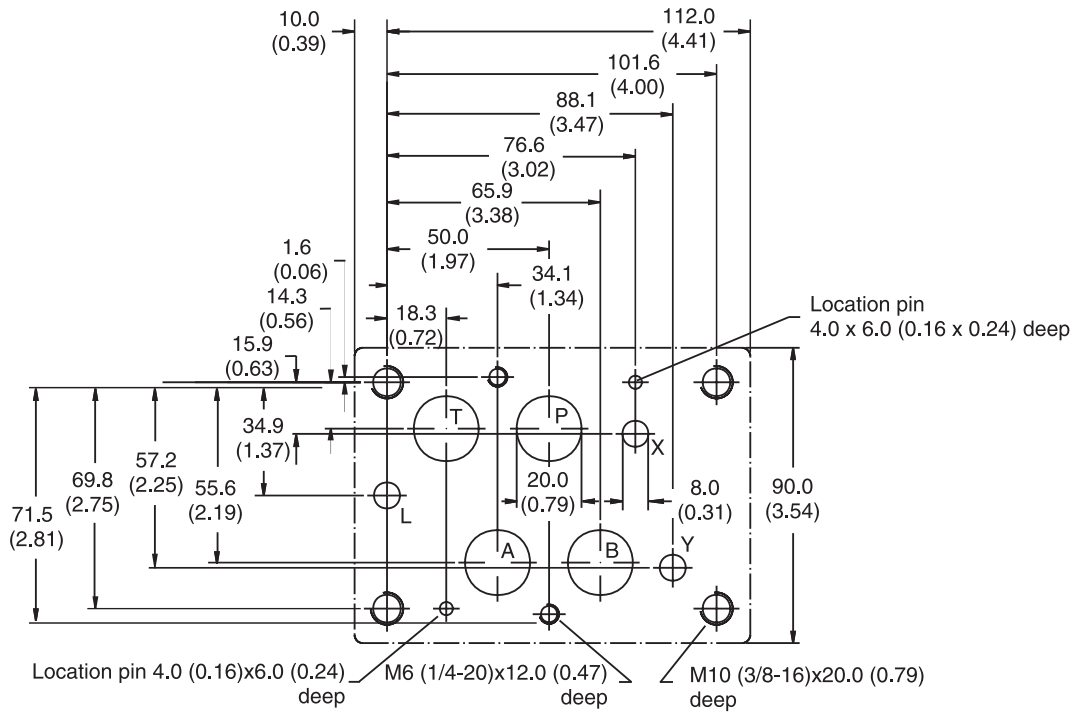 10.0
(0.39)
112.0
(4.41)
101.6
(4.00)
88.1
(3.47)
76.6
(3.02)
65.9
(3.38)
50.0
(1.97)
1.6
(0.06)
34.1
(1.34)
14.3
(0.56)
18.3
(0.72)
15.9
(0.63)
Location pin
4.0 x 6.0 (0.16 x 0.24) deep
T
P
X
34.9
(1.37)
57.2
(2.25)
55.6
(2.19)
69.8
(2.75)
71.5
(2.81)
L
20.0
(0.79)
8.0
(0.31)
90.0
(3.54)
A
B
Y
Location pin 4.0 (0.16)x6.0 (0.24)
deep
M6 (1/4-20)x12.0 (0.47)
deep
M10 (3/8-16)x20.0 (0.79)
deep